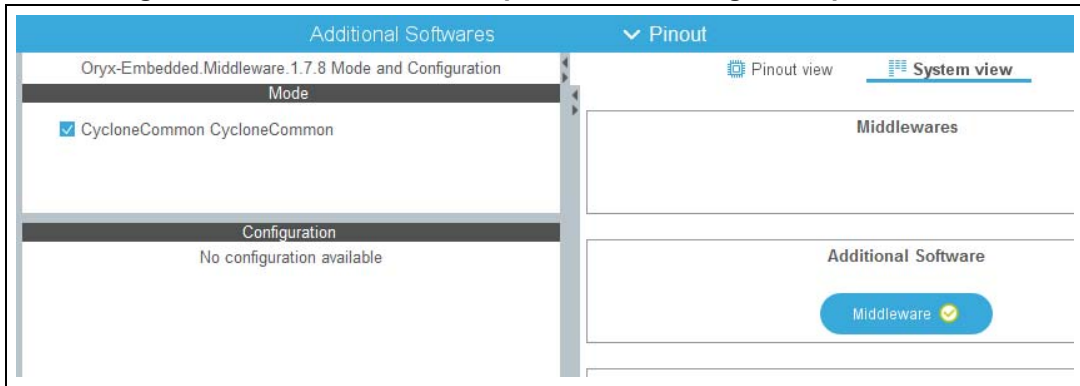 Additional Softwares
Pinout
Oryx-Embedded.Middleware.1.7.8 Mode and Configuration
Pinout view
System view
Mode
CycloneCommon CycloneCommon
Middlewares
Configuration
No configuration available
Additional Software
Middleware